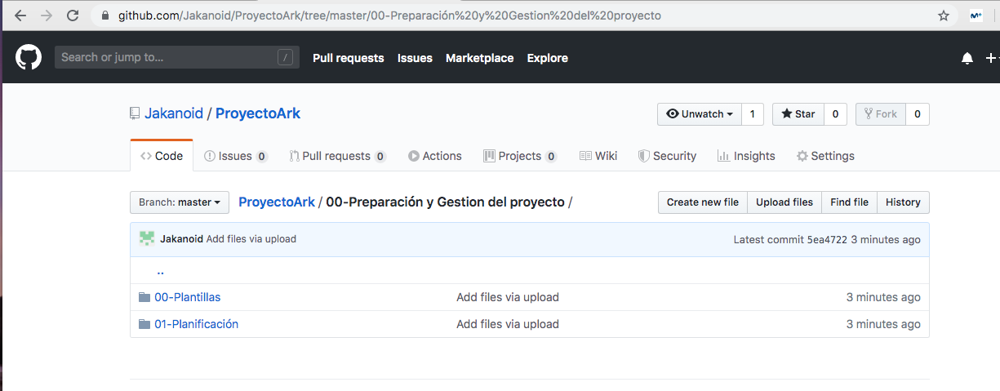 github.com/Jakanoid/ProyectoArk/tree/master/00-Preparación%20y%20Gestion%20del%20proyecto
Search or jump to... / Pull requests Issues Marketplace Explore
Jakanoid / ProyectoArk Unwatch 1 Star 0 Fork 0
Code Issues 0 Pull requests 0 Actions Projects 0 Wiki Security Insights Settings
Branch: master ProyectoArk / 00-Preparación y Gestion del proyecto / Create new file Upload files Find file History
Jakanoid Add files via upload Latest commit 5ea4722 3 minutes ago
..
00-Plantillas Add files via upload 3 minutes ago
01-Planificación Add files via upload 3 minutes ago